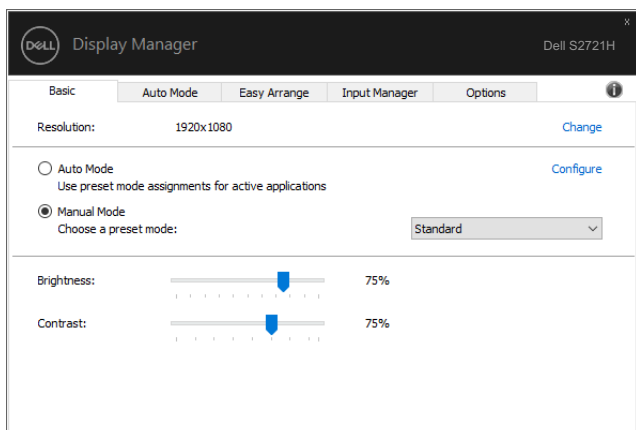 x
DELL Display Manager Dell S2721H
Basic Auto Mode Easy Arrange Input Manager Options i
Resolution: 1920x1080 Change
Auto Mode Configure
Use preset mode assignments for active applications
Manual Mode
Choose a preset mode: Standard
Brightness: 75%
Contrast: 75%